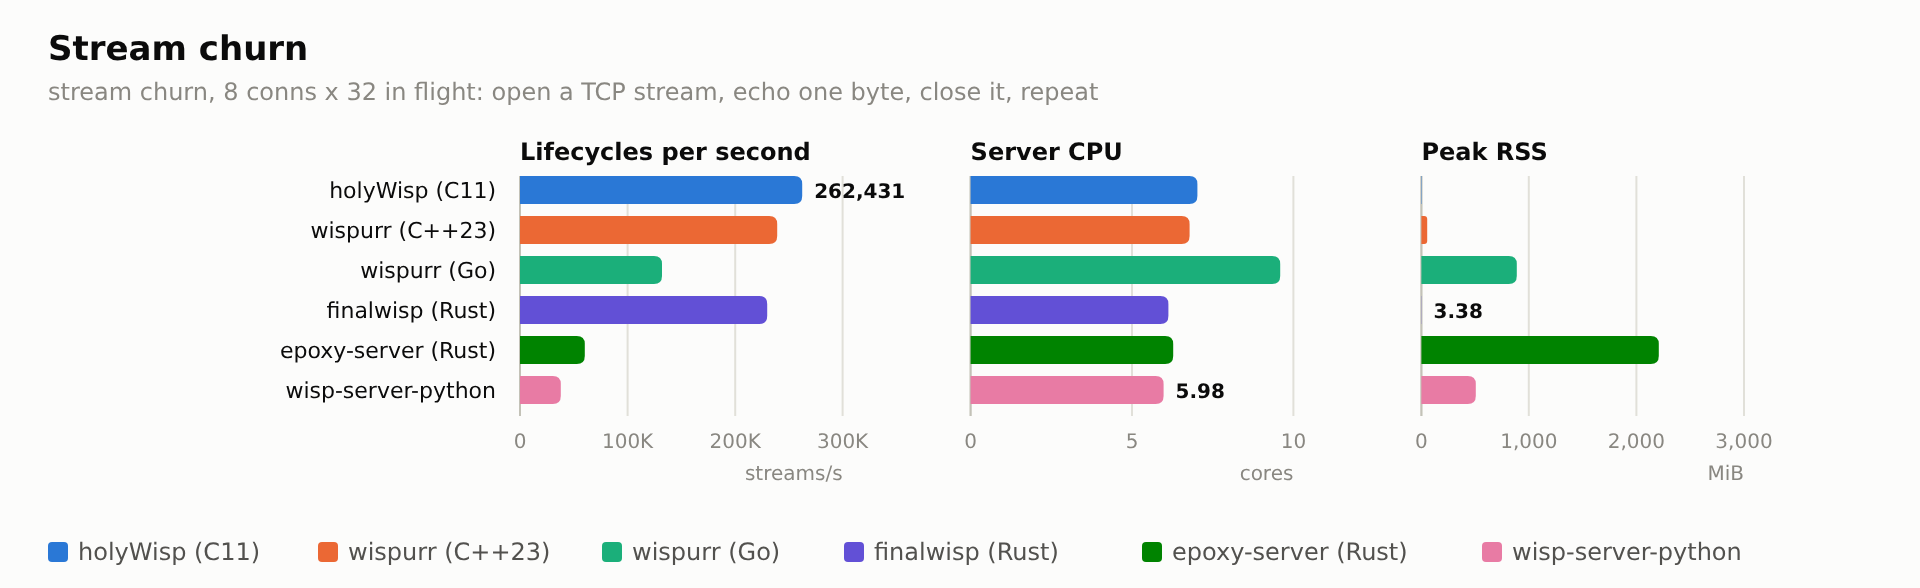 Stream churn
stream churn, 8 conns x 32 in flight: open a TCP stream, echo one byte, close it, repeat
Lifecycles per second
Server CPU
Peak RSS
holyWisp (C11)
262,431
wispurr (C++23)
wispurr (Go)
finalwisp (Rust)
3.38
epoxy-server (Rust)
wisp-server-python
5.98
0 100K 200K 300K
streams/s
0 5 10
cores
0 1,000 2,000 3,000
MiB
holyWisp (C11) wispurr (C++23) wispurr (Go) finalwisp (Rust) epoxy-server (Rust) wisp-server-python